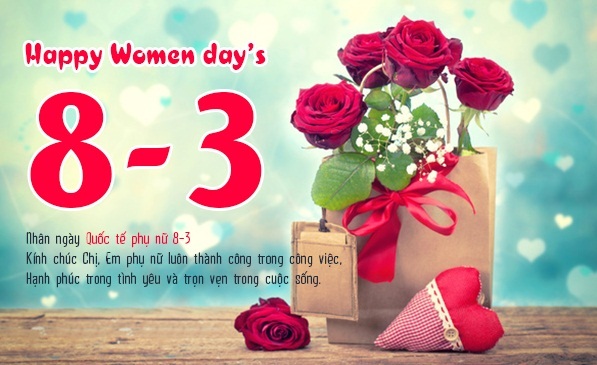 Happy Women day's
8-3
Nhân ngày Quốc tế phụ nữ 8-3
Kính chúc Chị, Em phụ nữ luôn thành công trong công việc,
Hạnh phúc trong tình yêu và trọn vẹn trong cuộc sống.